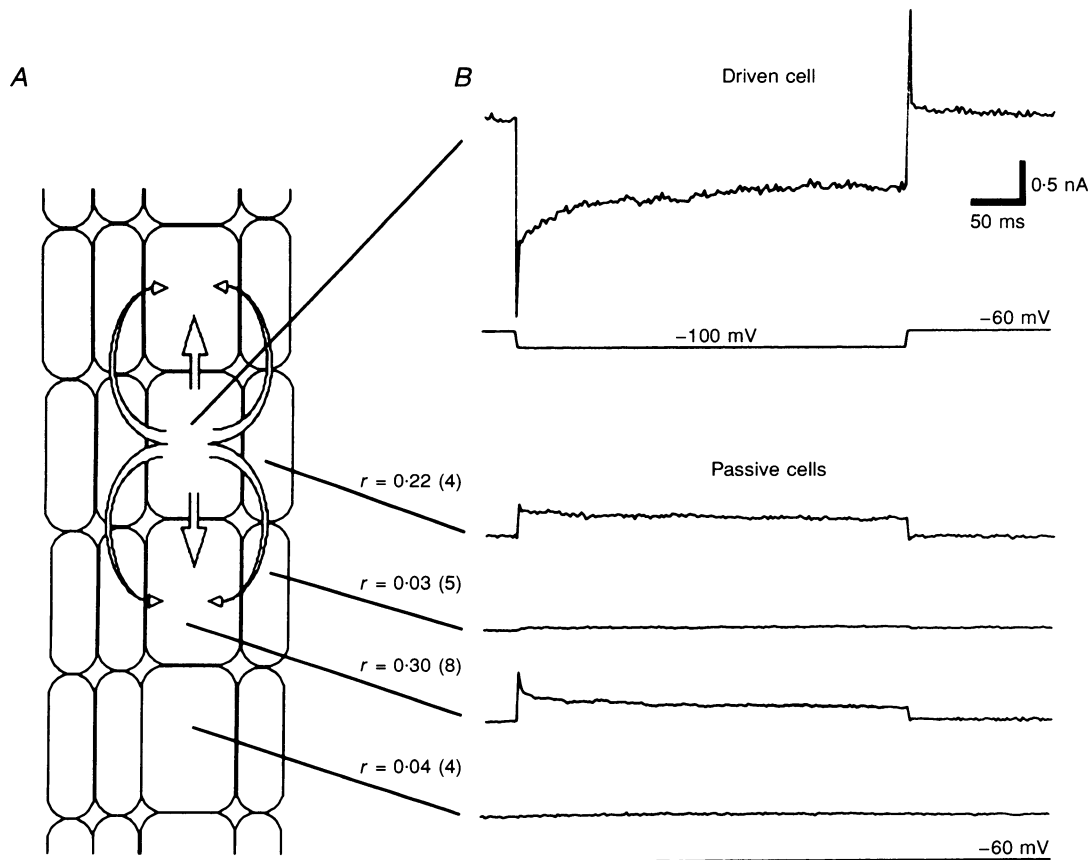 A
B
Driven cell
0·5 nA
50 ms
−60 mV
−100 mV
Passive cells
r = 0·22 (4)
r = 0·03 (5)
r = 0·30 (8)
r = 0·04 (4)
−60 mV